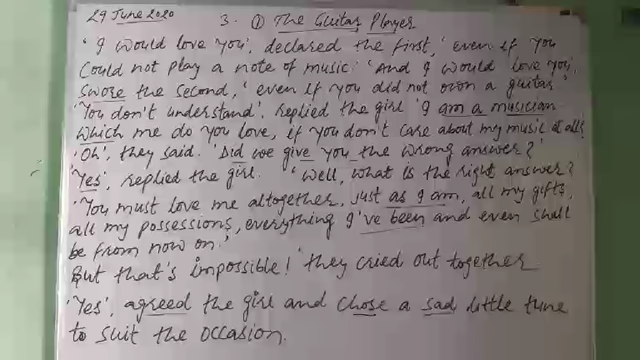 29 June 2020 3. ① The Guitar Player
'I would love you', declared the first, 'even if you
could not play a note of music.' 'And I would love you,
swore the second, 'even if you did not own a guitar'
'You don't understand', replied the girl 'I am a musician
Which me do you love, if you don't care about my music at all?
'Oh', they said. 'Did we give you the wrong answer?'
'Yes', replied the girl. 'Well, what is the right answer?
'You must love me altogether, just as I am, all my gifts,
all my possessions, everything I've been and even shall
be from now on.'
But that's impossible!' they cried out together
'Yes', agreed the girl and chose a sad little tune
to suit the occasion.